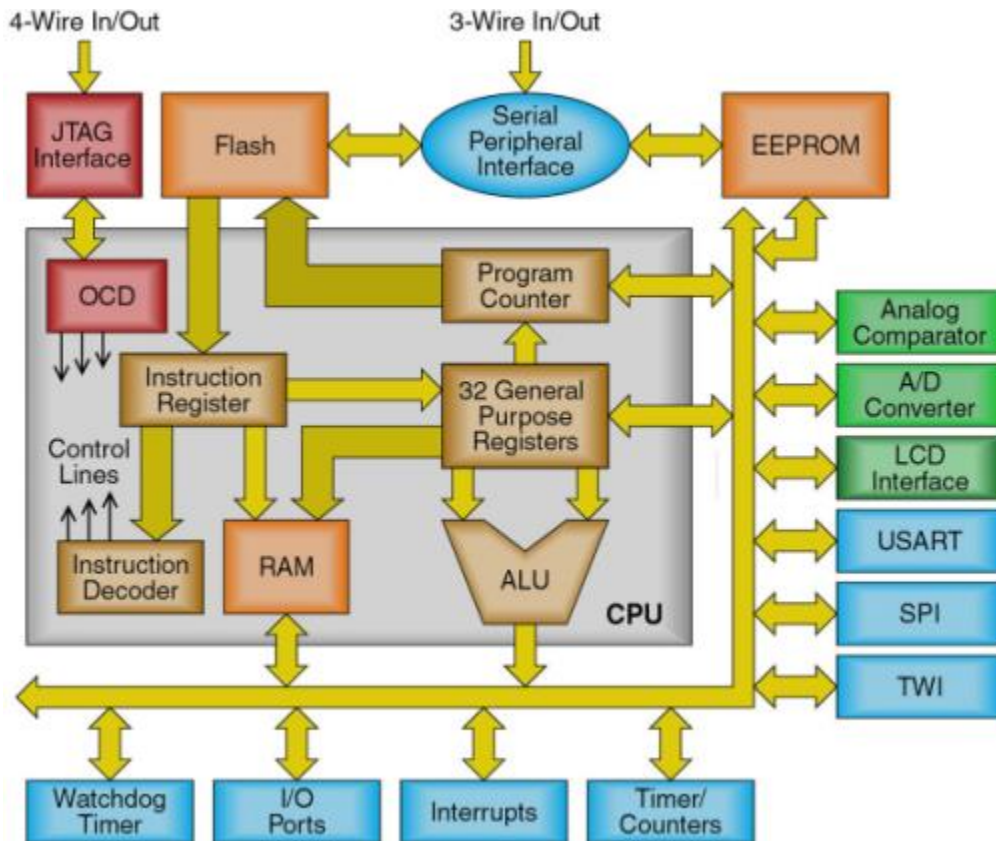 4-Wire In/Out
3-Wire In/Out
JTAG
Interface
Flash
Serial
Peripheral
Interface
EEPROM
OCD
Program
Counter
Analog
Comparator
Instruction
Register
32 General
Purpose
Registers
A/D
Converter
Control
Lines
LCD
Interface
Instruction
Decoder
RAM
ALU
CPU
USART
SPI
TWI
Watchdog
Timer
I/O
Ports
Interrupts
Timer/
Counters